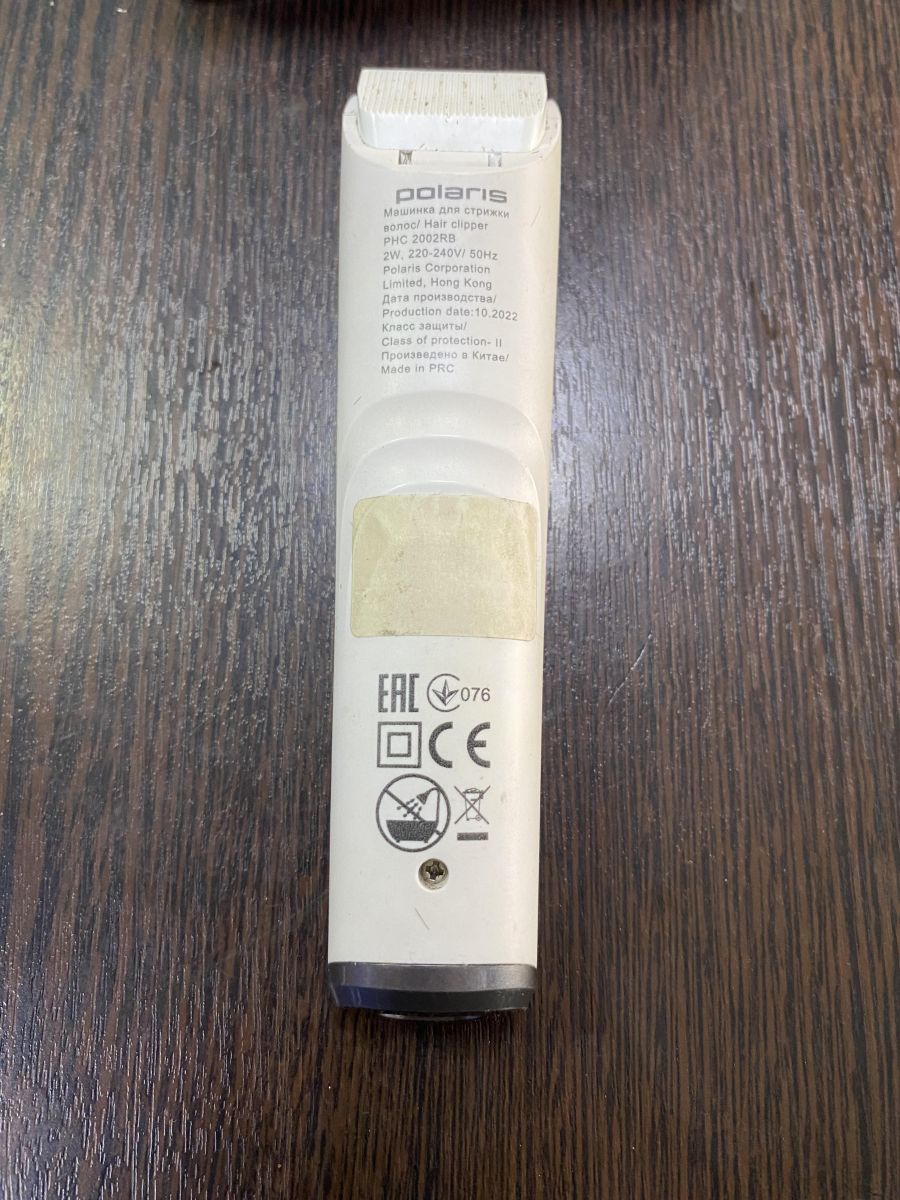 polaris
Машинка для стрижки
волос/ Hair clipper
PHC 2002RB
2W, 220-240V/ 50Hz
Polaris Corporation
Limited, Hong Kong
Дата производства/
Production date:10.2022
Класс защиты/
Class of protection- II
Произведено в Китае/
Made in PRC
EAC 076
CE